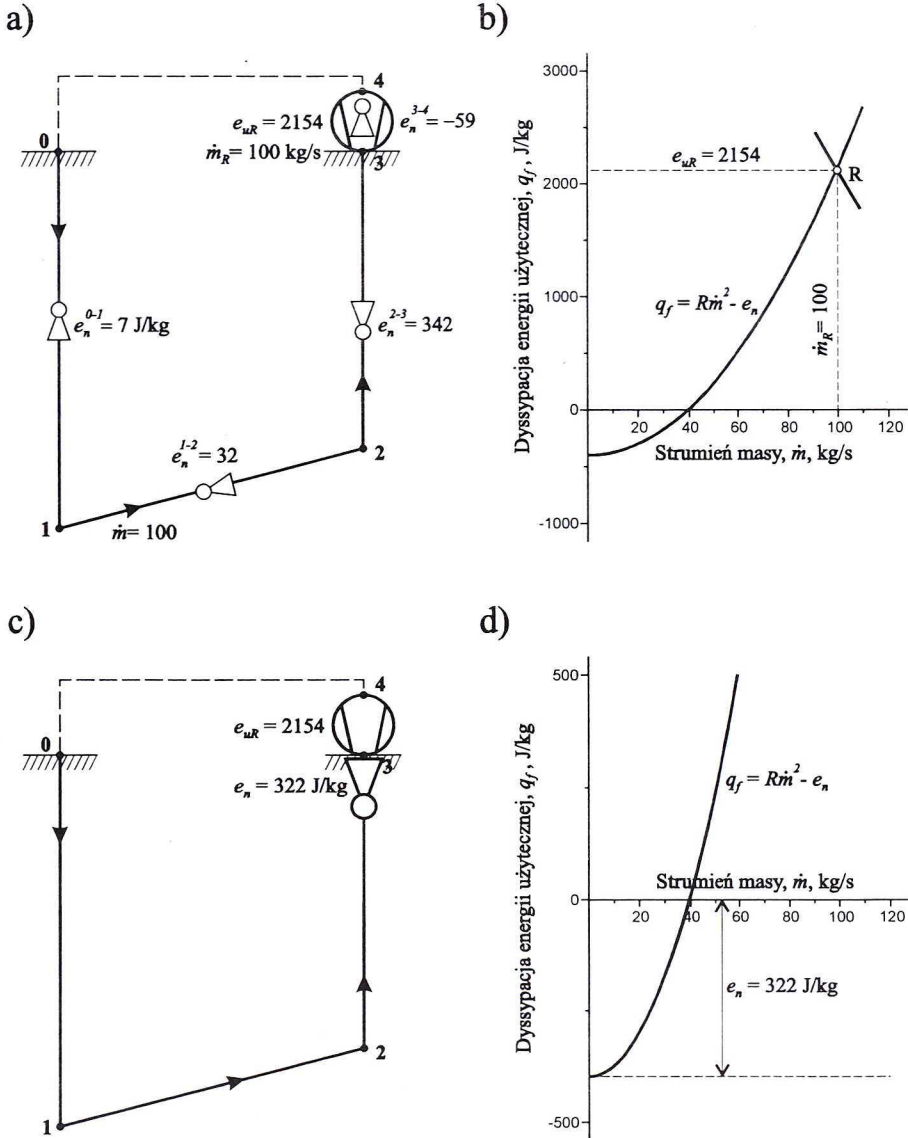 a)
4
e_uR = 2154
e_n^3-4 = −59
0
ṁ_R = 100 kg/s
3
e_n^0-1 = 7 J/kg
e_n^2-3 = 342
e_n^1-2 = 32
2
1
ṁ = 100
b)
Dyssypacja energii użytecznej, q_f, J/kg
3000
2000
1000
0
-1000
e_uR = 2154
R
q_f = Rṁ² - e_n
ṁ_R = 100
20 40 60 80 100 120
Strumień masy, ṁ, kg/s
c)
4
0
e_uR = 2154
3
e_n = 322 J/kg
2
1
d)
Dyssypacja energii użytecznej, q_f, J/kg
500
250
0
-250
-500
q_f = Rṁ² - e_n
Strumień masy, ṁ, kg/s
20 40 60 80 100 120
e_n = 322 J/kg